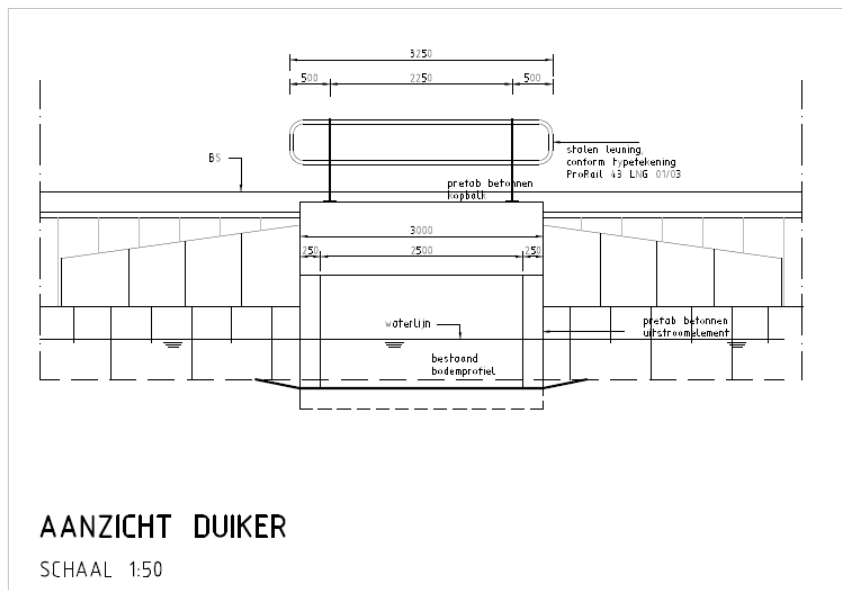 3250
500 2250 500
stalen leuning,
conform typetekening
ProRail 43 LNG 01/03
BS
prefab betonnen
kopbalk
3000
250 2500 250
waterlijn
prefab betonnen
uitstroomelement
bestaand
bodemprofiel
AANZICHT DUIKER
SCHAAL 1:50